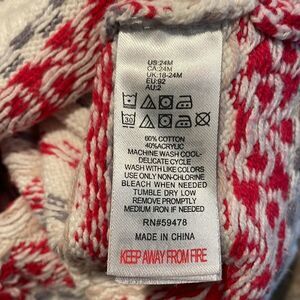 US:24M
CA:24M
UK:18-24M
EU:92
AU:2
30
60% COTTON
40%ACRYLIC
MACHINE WASH COOL-
DELICATE CYCLE
WASH WITH LIKE COLORS
USE ONLY NON-CHLORINE
BLEACH WHEN NEEDED
TUMBLE DRY LOW
REMOVE PROMPTLY
MEDIUM IRON IF NEEDED
RN#59478
MADE IN CHINA
KEEP AWAY FROM FIRE